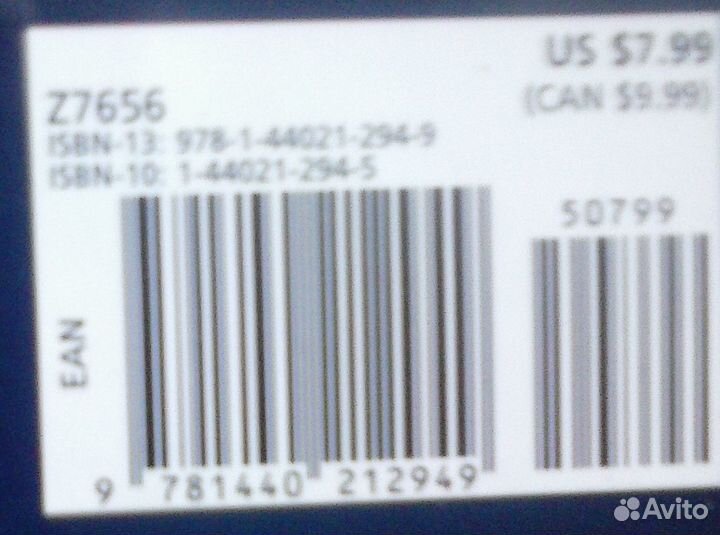 US $7.99
(CAN $9.99)
Z7656
ISBN-13: 978-1-44021-294-9
ISBN-10: 1-44021-294-5
50799
EAN
9 781440 212949
Avito